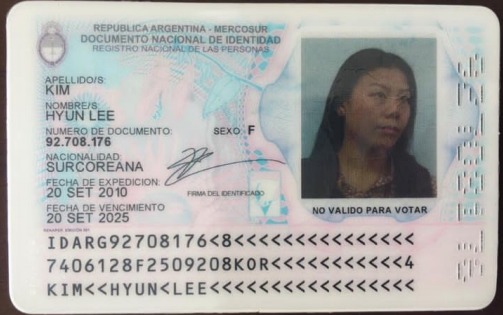 REPÚBLICA ARGENTINA - MERCOSUR
DOCUMENTO NACIONAL DE IDENTIDAD
REGISTRO NACIONAL DE LAS PERSONAS
APELLIDO/S
KIM
NOMBRE/S
HYUN LEE
NUMERO DE DOCUMENTO:
92.708.176
SEXO F
NACIONALIDAD
SURCOREANA
FECHA DE EXPEDICION:
20 SET 2010
FIRMA DEL IDENTIFICADO
FECHA DE VENCIMIENTO
20 SET 2025
NO VALIDO PARA VOTAR
IDARG92708176<8<<<<<<<<<<<<<<<
7406128F2509208KOR<<<<<<<<<<<4
KIM<<HYUN<LEE<<<<<<<<<<<<<<<<<